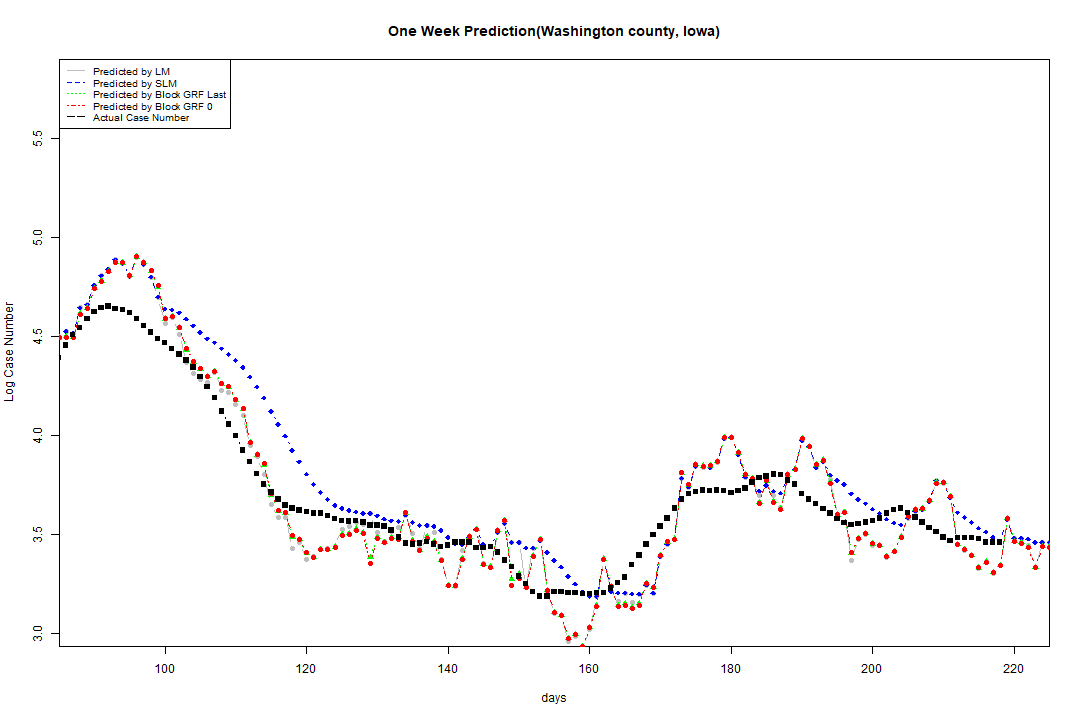 One Week Prediction(Washington county, Iowa)
Predicted by LM
Predicted by SLM
Predicted by Block GRF Last
Predicted by Block GRF 0
Actual Case Number
5.5
5.0
4.5
4.0
3.5
3.0
Log Case Number
100 120 140 160 180 200 220
days